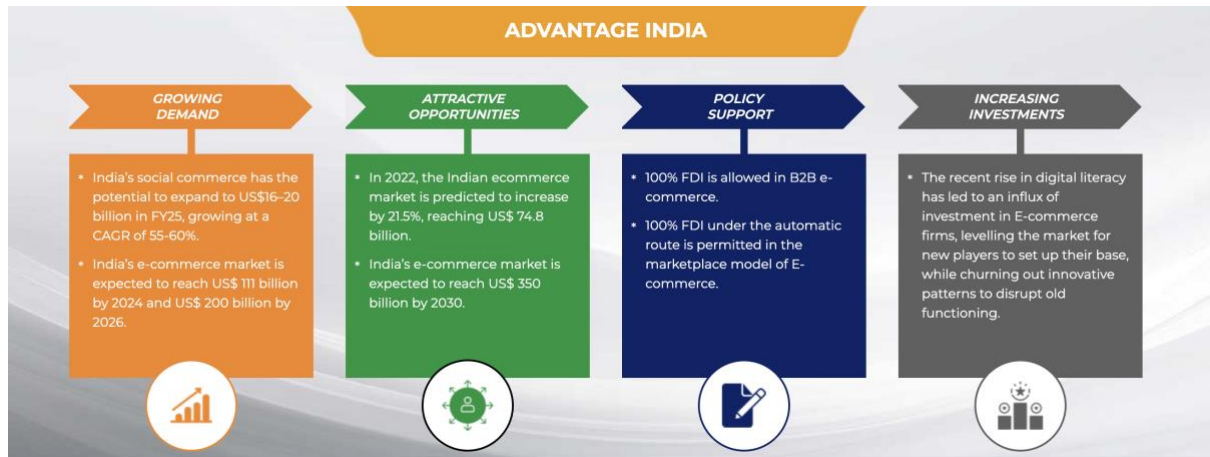 ADVANTAGE INDIA
GROWING
DEMAND
* India's social commerce has the
potential to expand to US$16–20
billion in FY25, growing at a
CAGR of 55-60%.
* India's e-commerce market is
expected to reach US$ 111 billion
by 2024 and US$ 200 billion by
2026.
ATTRACTIVE
OPPORTUNITIES
* In 2022, the Indian ecommerce
market is predicted to increase
by 21.5%, reaching US$ 74.8
billion.
* India's e-commerce market is
expected to reach US$ 350
billion by 2030.
POLICY
SUPPORT
* 100% FDI is allowed in B2B e-
commerce.
* 100% FDI under the automatic
route is permitted in the
marketplace model of E-
commerce.
INCREASING
INVESTMENTS
* The recent rise in digital literacy
has led to an influx of
investment in E-commerce
firms, levelling the market for
new players to set up their base,
while churning out innovative
patterns to disrupt old
functioning.